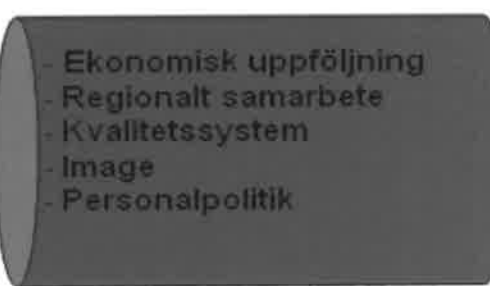 - Ekonomisk uppföljning
- Regionalt samarbete
- Kvalitetssystem
- Image
- Personalpolitik